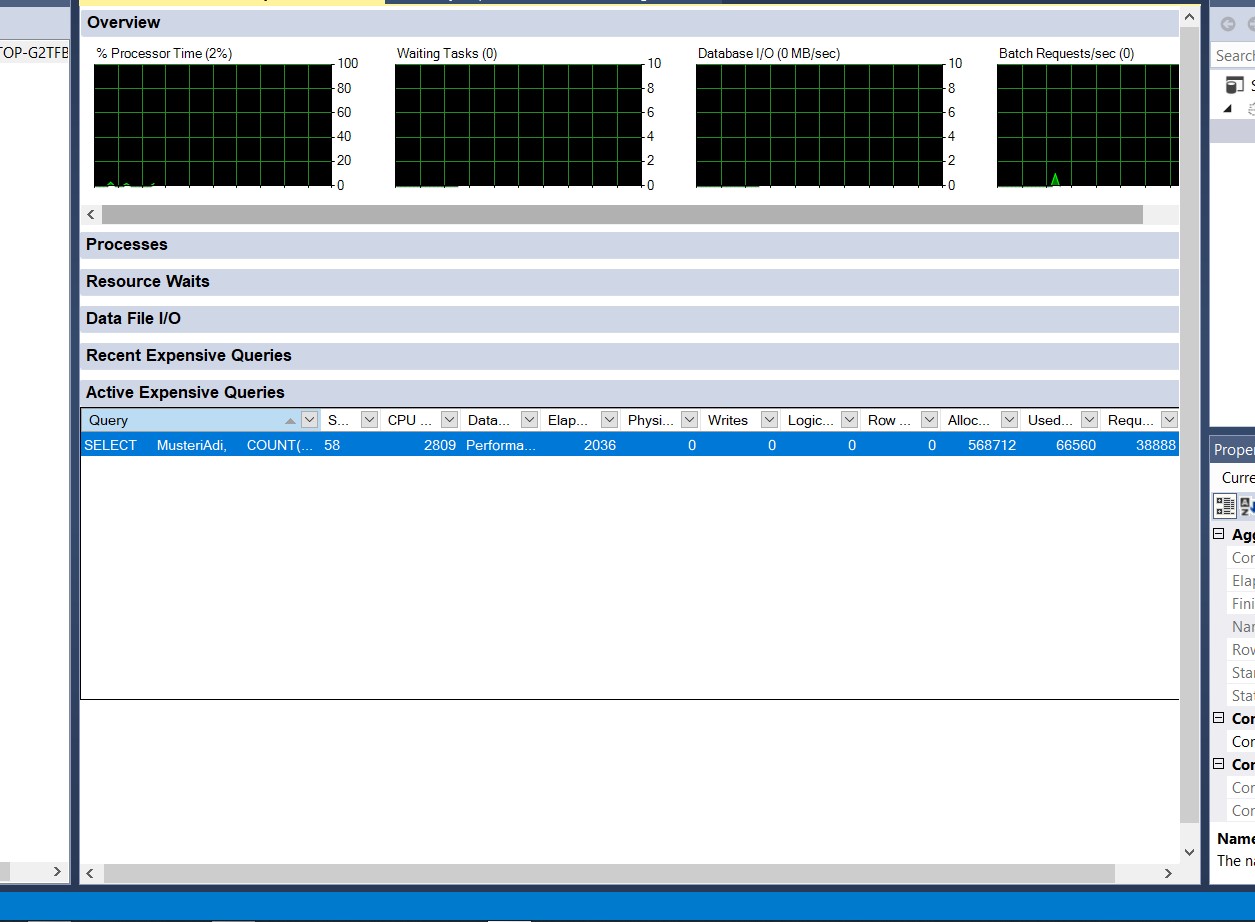 Overview
TOP-G2TFB
% Processor Time (2%)
100
80
60
40
20
0
Waiting Tasks (0)
10
8
6
4
2
0
Database I/O (0 MB/sec)
10
8
6
4
2
0
Batch Requests/sec (0)
Search
Processes
Resource Waits
Data File I/O
Recent Expensive Queries
Active Expensive Queries
Query S... CPU ... Data... Elap... Physi... Writes Logic... Row ... Alloc... Used... Requ...
SELECT MusteriAdi, COUNT(... 58 2809 Performa... 2036 0 0 0 0 568712 66560 38888
Proper
Curre
Agg
Con
Elap
Fini
Nar
Rov
Star
Stat
Cor
Cor
Cor
Con
Con
Name
The na